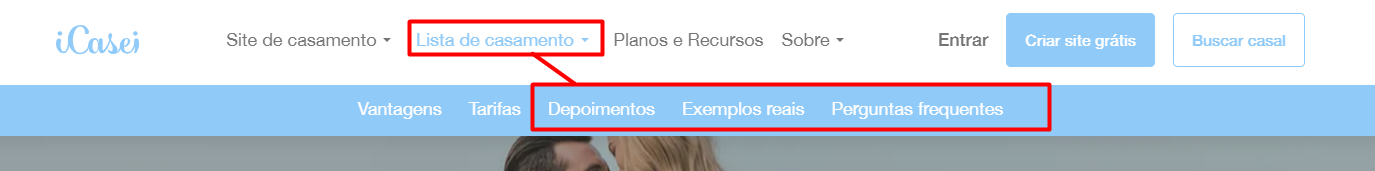 iCasei Site de casamento Lista de casamento Planos e Recursos Sobre Entrar Criar site grátis Buscar casal
Vantagens Tarifas Depoimentos Exemplos reais Perguntas frequentes